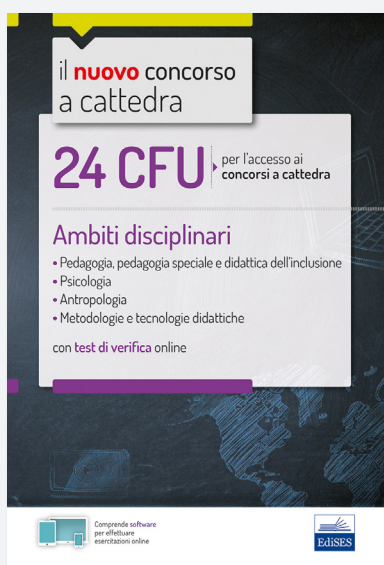 il nuovo concorso
a cattedra
24 CFU
per l'accesso ai
concorsi a cattedra
Ambiti disciplinari
• Pedagogia, pedagogia speciale e didattica dell'inclusione
• Psicologia
• Antropologia
• Metodologie e tecnologie didattiche
con test di verifica online
Comprende software
per effettuare
esercitazioni online
EdiSES